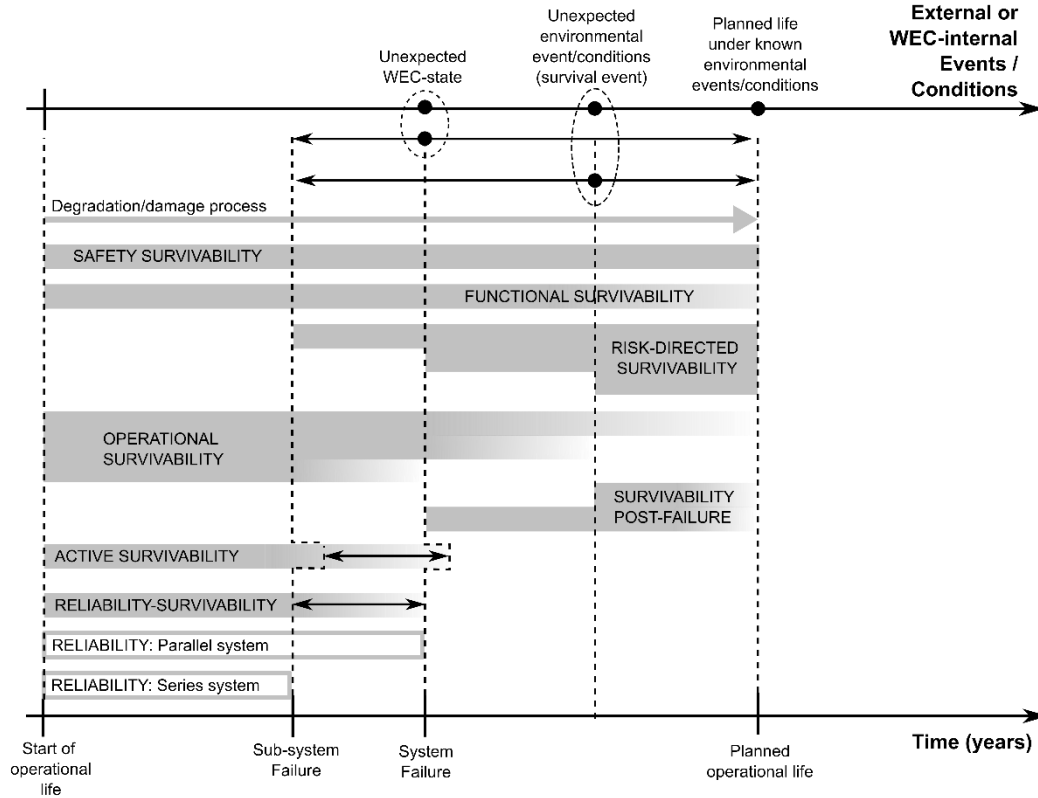 External or
WEC-internal
Events /
Conditions
Unexpected
WEC-state
Unexpected
environmental
event/conditions
(survival event)
Planned life
under known
environmental
events/conditions
Degradation/damage process
SAFETY SURVIVABILITY
FUNCTIONAL SURVIVABILITY
RISK-DIRECTED
SURVIVABILITY
OPERATIONAL
SURVIVABILITY
SURVIVABILITY
POST-FAILURE
ACTIVE SURVIVABILITY
RELIABILITY-SURVIVABILITY
RELIABILITY: Parallel system
RELIABILITY: Series system
Start of
operational
life
Sub-system
Failure
System
Failure
Planned
operational life
Time (years)